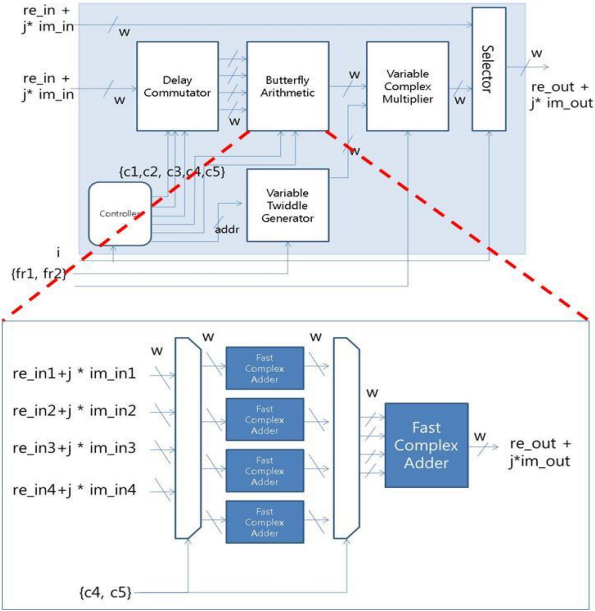 re_in +
j* im_in
w
re_in +
j* im_in
w
Delay
Commutator
w
Butterfly
Arithmetic
w
Variable
Complex
Multiplier
w
Selector
w
re_out +
j* im_out
{c1,c2, c3,c4,c5}
w
Controller
addr
Variable
Twiddle
Generator
i
{fr1, fr2}
w
w
w
w
re_in1+j * im_in1
re_in2+j * im_in2
re_in3+j * im_in3
re_in4+j * im_in4
Fast
Complex
Adder
Fast
Complex
Adder
Fast
Complex
Adder
Fast
Complex
Adder
Fast
Complex
Adder
w
re_out +
j*im_out
{c4, c5}